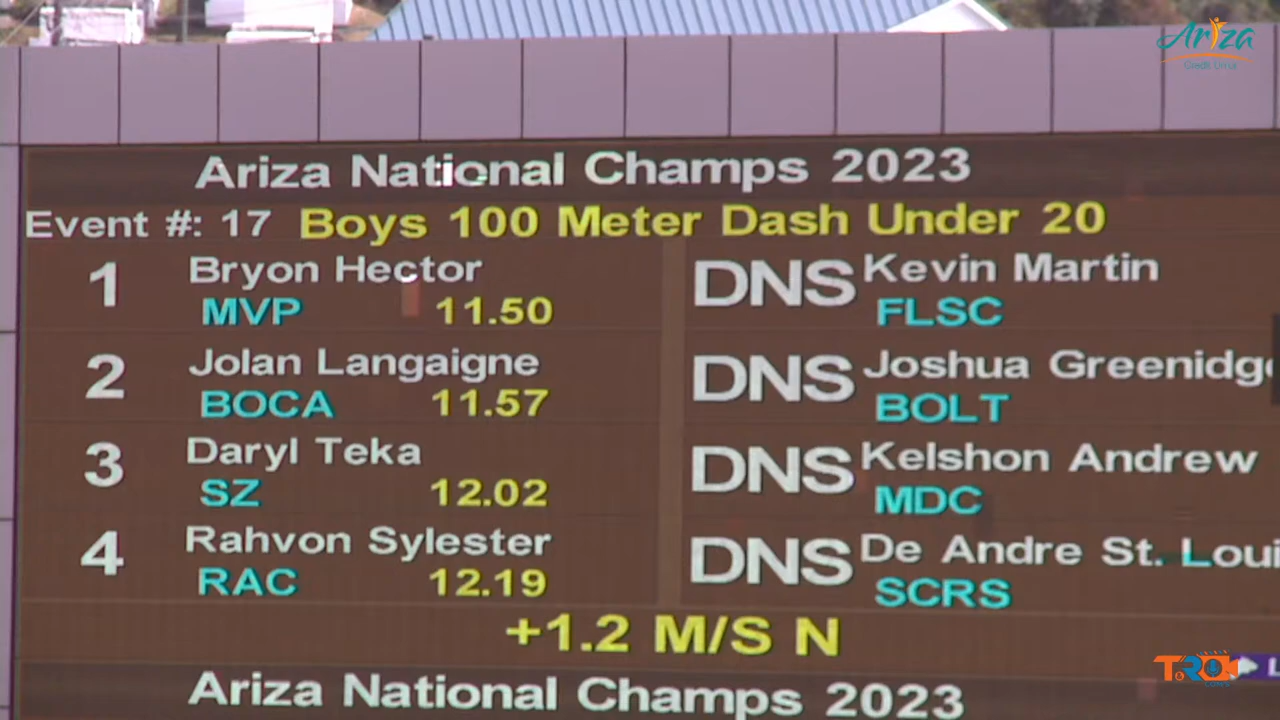 Ariza
Credit Union
Ariza National Champs 2023
Event #: 17 Boys 100 Meter Dash Under 20
1 Bryon Hector
MVP 11.50
2 Jolan Langaigne
BOCA 11.57
3 Daryl Teka
SZ 12.02
4 Rahvon Sylester
RAC 12.19
DNS Kevin Martin
FLSC
DNS Joshua Greenidg
BOLT
DNS Kelshon Andrew
MDC
DNS De Andre St. Loui
SCRS
+1.2 M/S N
Ariza National Champs 2023